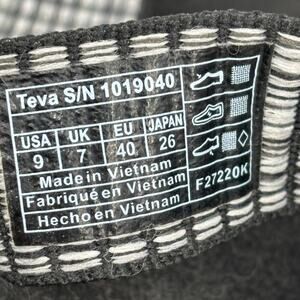 Teva S/N 1019040
USA UK EU JAPAN
9 7 40 26
Made in Vietnam
Fabriqué en Vietnam
Hecho en Vietnam
F27220K